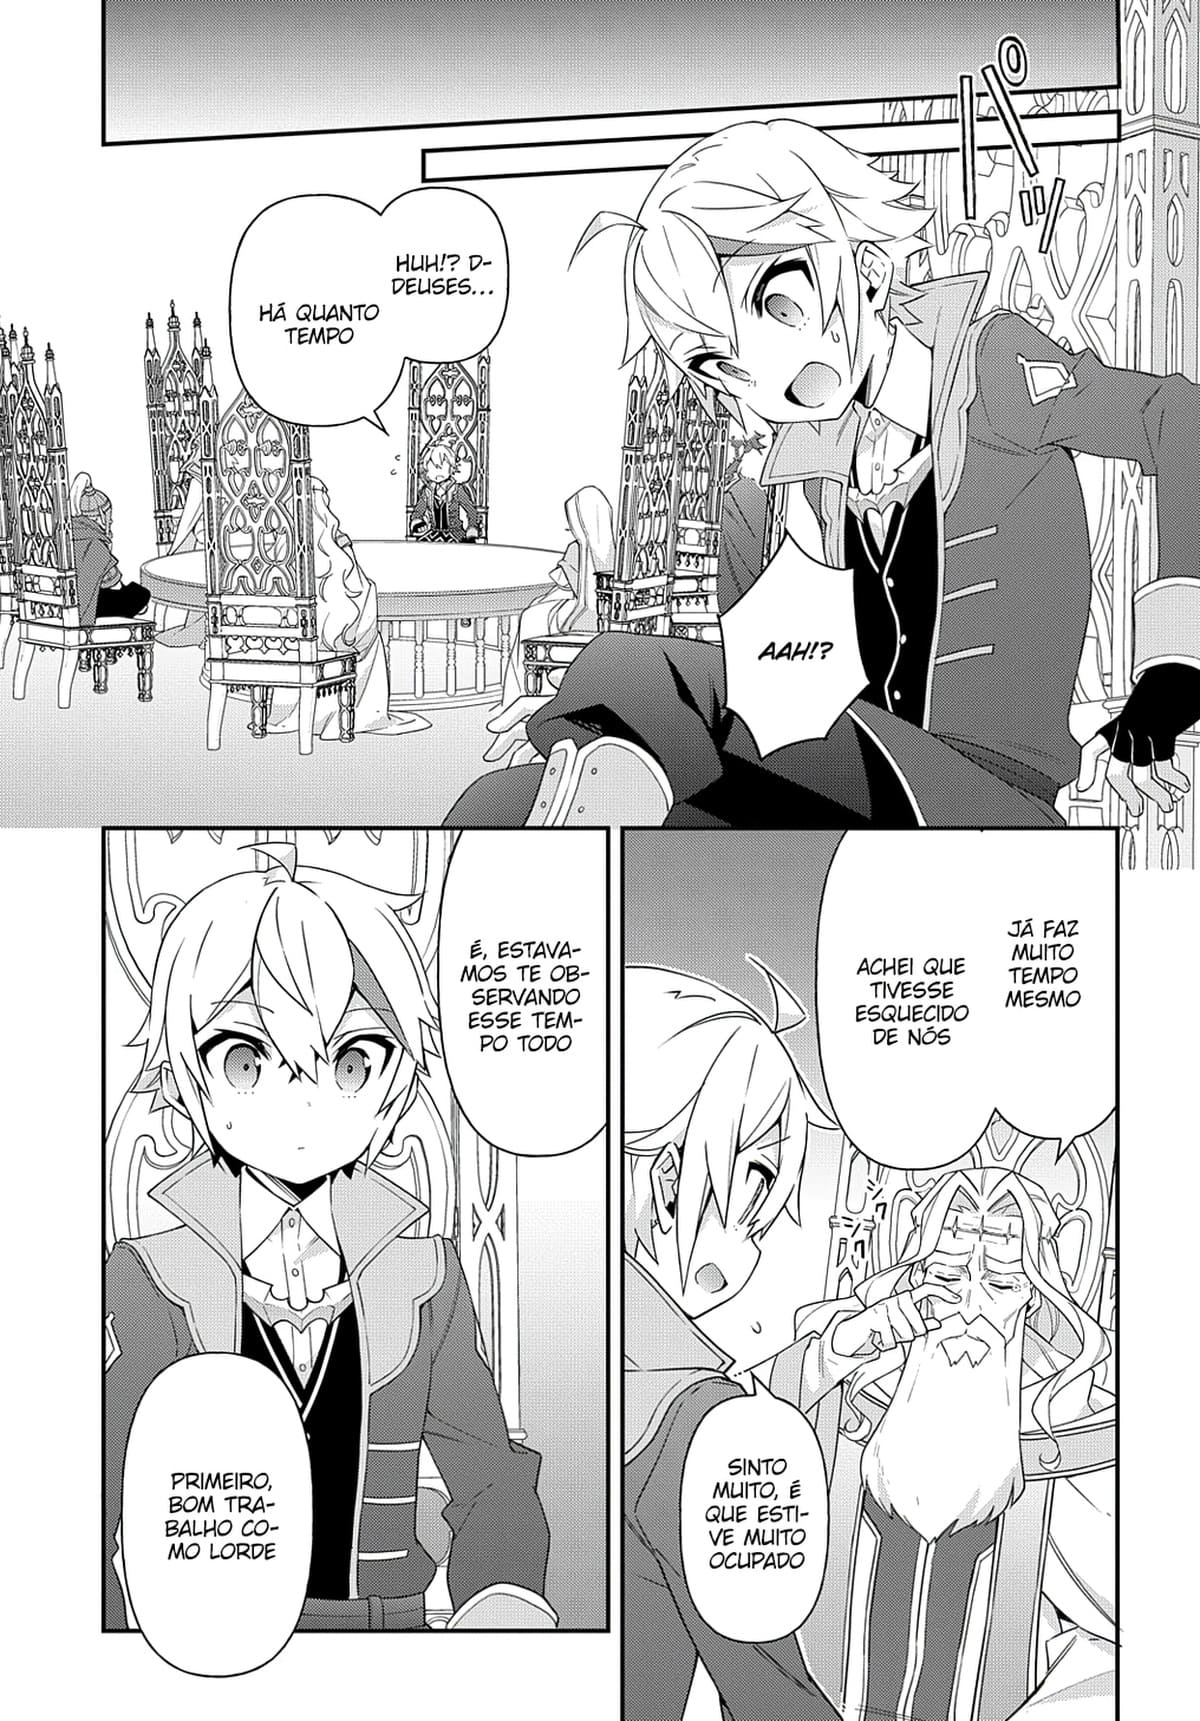 AAH!?
HUH!? D-
DEUSES...
HÁ QUANTO
TEMPO
JÁ FAZ
MUITO
TEMPO
MESMO
ACHEI QUE
TIVESSE
ESQUECIDO
DE NÓS
SINTO
MUITO, É
QUE ESTI-
VE MUITO
OCUPADO
É, ESTAVA-
MOS TE OB-
SERVANDO
ESSE TEM-
PO TODO
PRIMEIRO,
BOM TRA-
BALHO CO-
MO LORDE